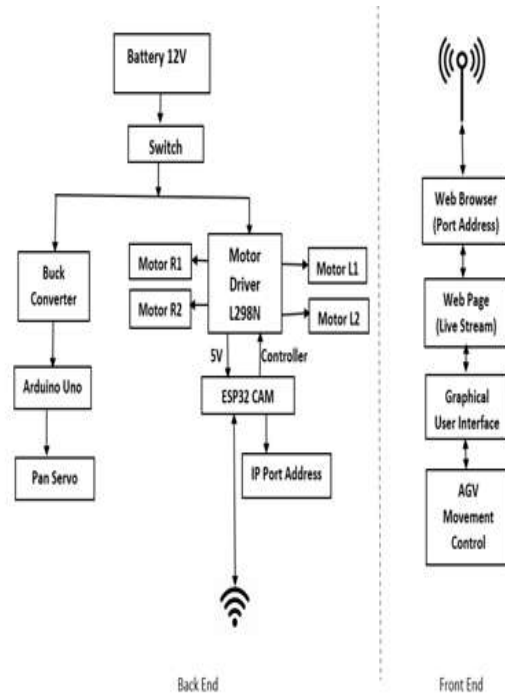 Battery 12V
Switch
Buck
Converter
Arduino Uno
Pan Servo
Motor R1
Motor R2
Motor
Driver
L298N
Motor L1
Motor L2
5V
Controller
ESP32 CAM
IP Port Address
Back End
Web Browser
(Port Address)
Web Page
(Live Stream)
Graphical
User Interface
AGV
Movement
Control
Front End